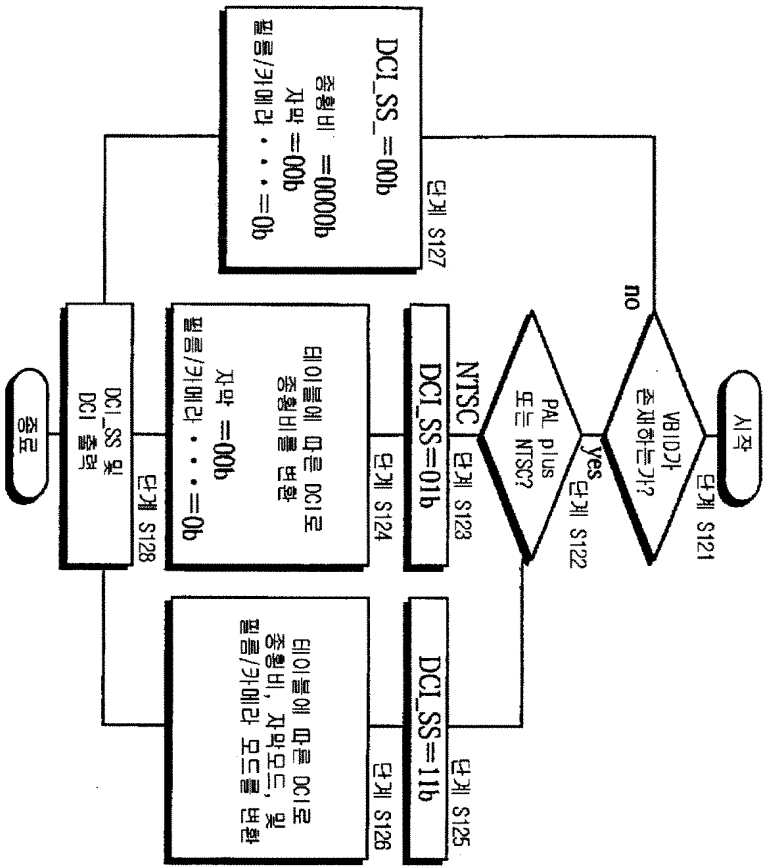 시작
단계 S121
VBID가
존재하는가?
no
yes
단계 S122
PAL plus
또는 NTSC?
NTSC
단계 S123
DCI_SS=01b
단계 S125
DCI_SS=11b
단계 S127
DCI_SS_=00b
종횡비 =0000b
자막 =00b
필름/카메라 · · · · =0b
단계 S124
테이블에 따른 DCI로
종횡비를 변환
자막 =00b
필름/카메라 · · · · =0b
단계 S126
테이블에 따른 DCI로
종횡비, 자막모드, 및
필름/카메라 모드를 변환
단계 S128
DCI_SS 및
DCI 출력
종료